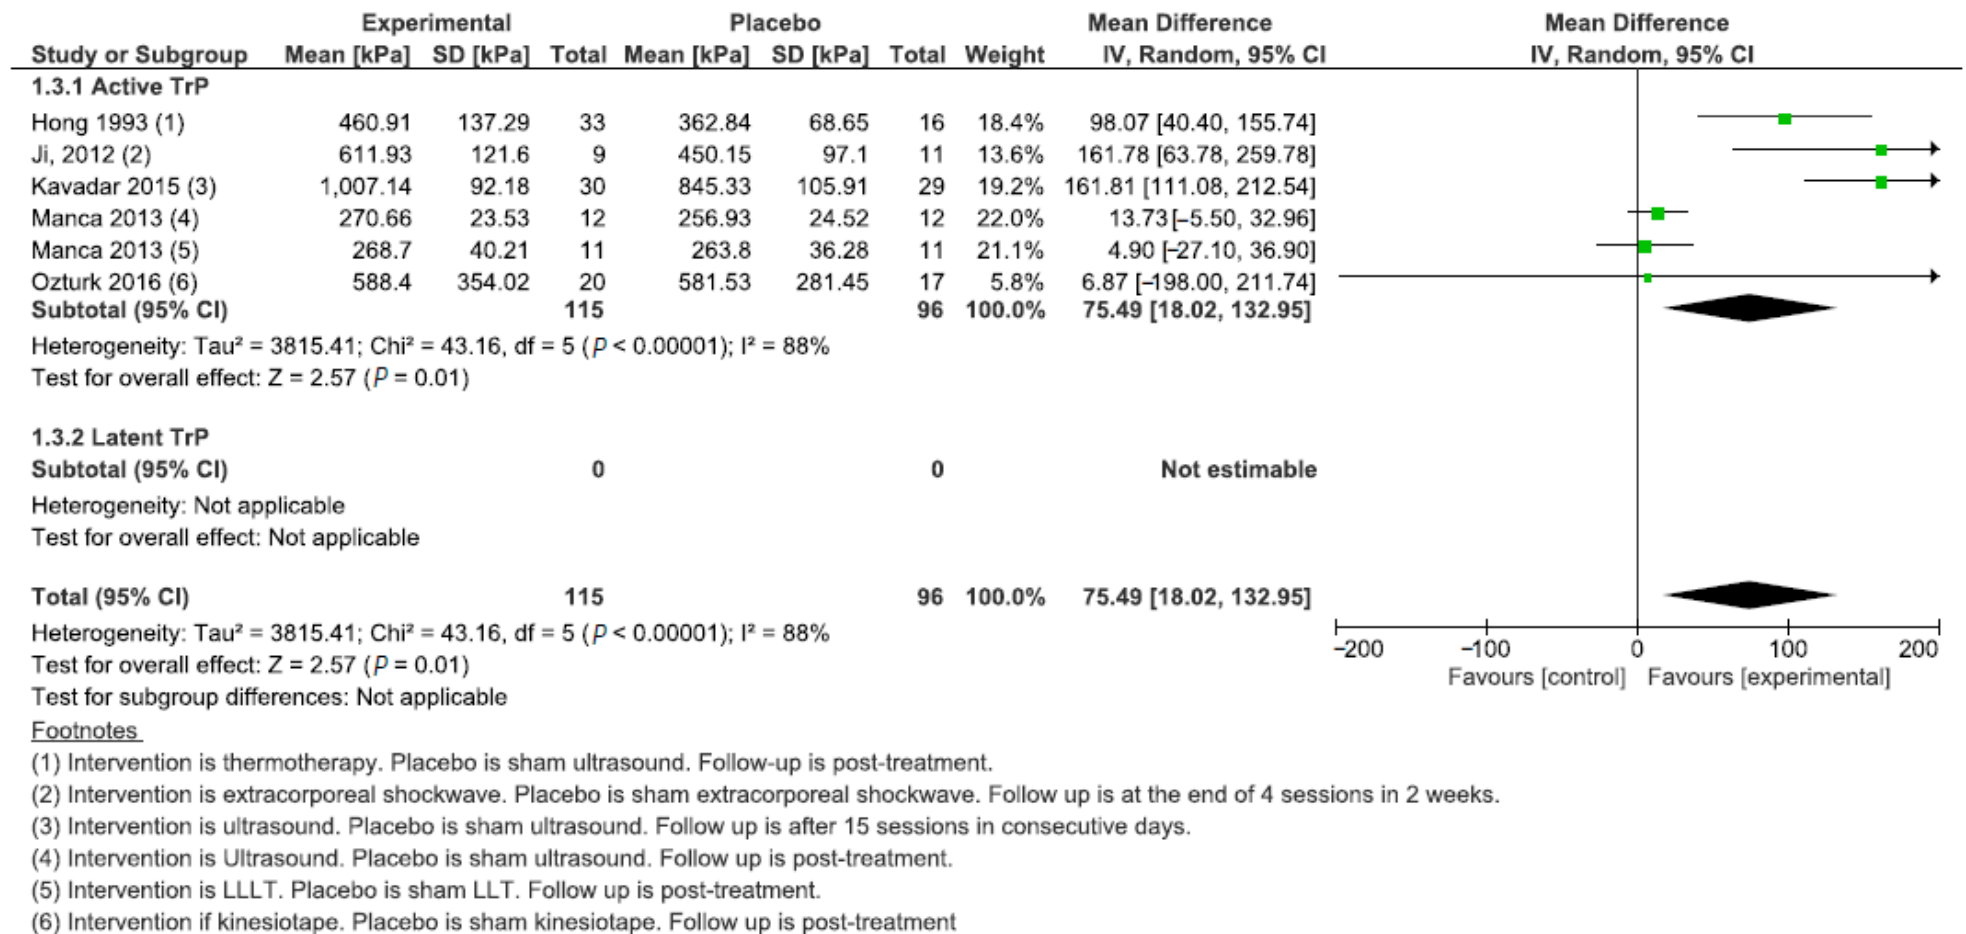 Experimental Placebo Mean Difference Mean Difference
Study or Subgroup Mean [kPa] SD [kPa] Total Mean [kPa] SD [kPa] Total Weight IV, Random, 95% CI IV, Random, 95% CI
1.3.1 Active TrP
Hong 1993 (1) 460.91 137.29 33 362.84 68.65 16 18.4% 98.07 [40.40, 155.74]
Ji, 2012 (2) 611.93 121.6 9 450.15 97.1 11 13.6% 161.78 [63.78, 259.78]
Kavadar 2015 (3) 1,007.14 92.18 30 845.33 105.91 29 19.2% 161.81 [111.08, 212.54]
Manca 2013 (4) 270.66 23.53 12 256.93 24.52 12 22.0% 13.73 [−5.50, 32.96]
Manca 2013 (5) 268.7 40.21 11 263.8 36.28 11 21.1% 4.90 [−27.10, 36.90]
Ozturk 2016 (6) 588.4 354.02 20 581.53 281.45 17 5.8% 6.87 [−198.00, 211.74]
Subtotal (95% CI) 115 96 100.0% 75.49 [18.02, 132.95]
Heterogeneity: Tau² = 3815.41; Chi² = 43.16, df = 5 (P < 0.00001); I² = 88%
Test for overall effect: Z = 2.57 (P = 0.01)
1.3.2 Latent TrP
Subtotal (95% CI) 0 0 Not estimable
Heterogeneity: Not applicable
Test for overall effect: Not applicable
Total (95% CI) 115 96 100.0% 75.49 [18.02, 132.95]
Heterogeneity: Tau² = 3815.41; Chi² = 43.16, df = 5 (P < 0.00001); I² = 88%
Test for overall effect: Z = 2.57 (P = 0.01)
Test for subgroup differences: Not applicable
−200 −100 0 100 200
Favours [control] Favours [experimental]
Footnotes
(1) Intervention is thermotherapy. Placebo is sham ultrasound. Follow-up is post-treatment.
(2) Intervention is extracorporeal shockwave. Placebo is sham extracorporeal shockwave. Follow up is at the end of 4 sessions in 2 weeks.
(3) Intervention is ultrasound. Placebo is sham ultrasound. Follow up is after 15 sessions in consecutive days.
(4) Intervention is Ultrasound. Placebo is sham ultrasound. Follow up is post-treatment.
(5) Intervention is LLLT. Placebo is sham LLT. Follow up is post-treatment.
(6) Intervention if kinesiotape. Placebo is sham kinesiotape. Follow up is post-treatment